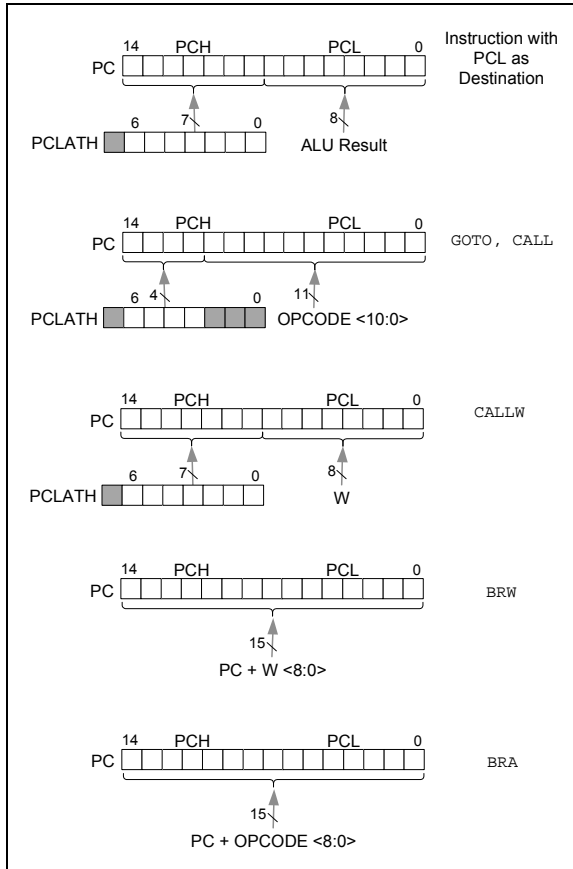 14 PCH PCL 0
Instruction with
PCL as
Destination
PC
6 7 0 8
PCLATH
ALU Result
14 PCH PCL 0
PC
GOTO, CALL
6 4 0 11
PCLATH
OPCODE <10:0>
14 PCH PCL 0
PC
CALLW
6 7 0 8
PCLATH
W
14 PCH PCL 0
PC
BRW
15
PC + W <8:0>
14 PCH PCL 0
PC
BRA
15
PC + OPCODE <8:0>